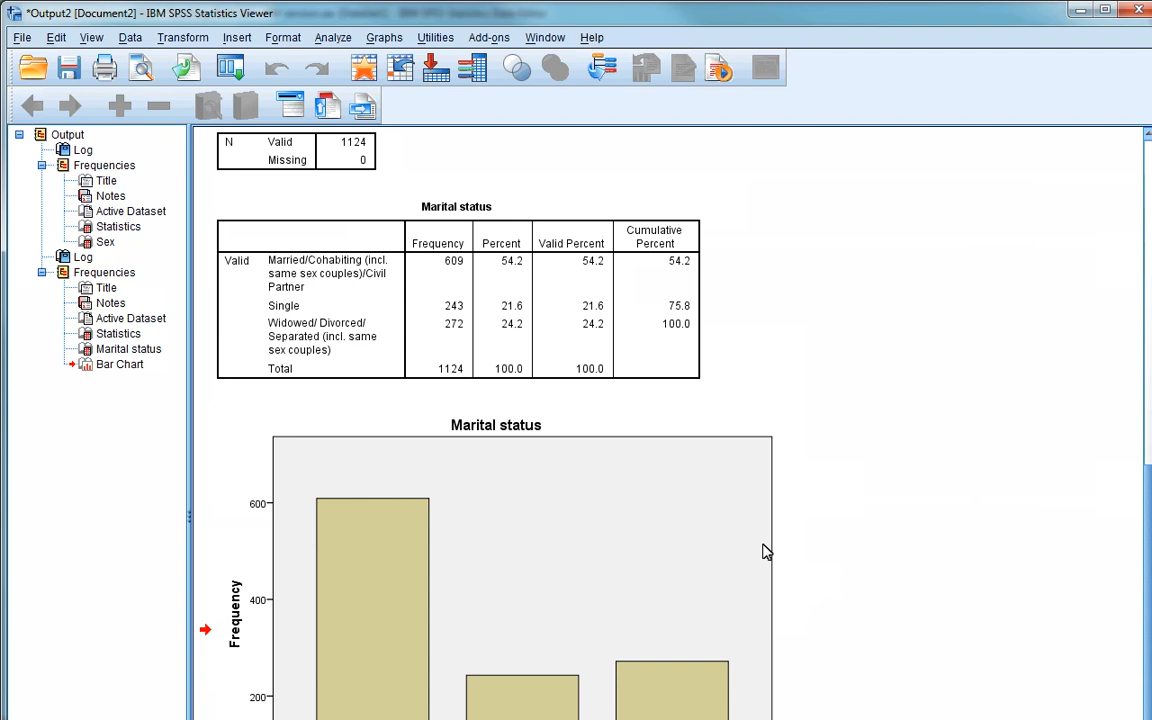 *Output2 [Document2] - IBM SPSS Statistics Viewer
File Edit View Data Transform Insert Format Analyze Graphs Utilities Add-ons Window Help
Output
Log
Frequencies
Title
Notes
Active Dataset
Statistics
Sex
Log
Frequencies
Title
Notes
Active Dataset
Statistics
Marital status
Bar Chart
N Valid 1124
Missing 0
Marital status
Frequency Percent Valid Percent Cumulative Percent
Valid Married/Cohabiting (incl. 609 54.2 54.2 54.2
same sex couples)/Civil
Partner
Single 243 21.6 21.6 75.8
Widowed/ Divorced/ 272 24.2 24.2 100.0
Separated (incl. same
sex couples)
Total 1124 100.0 100.0
Marital status
Frequency
600
400
200